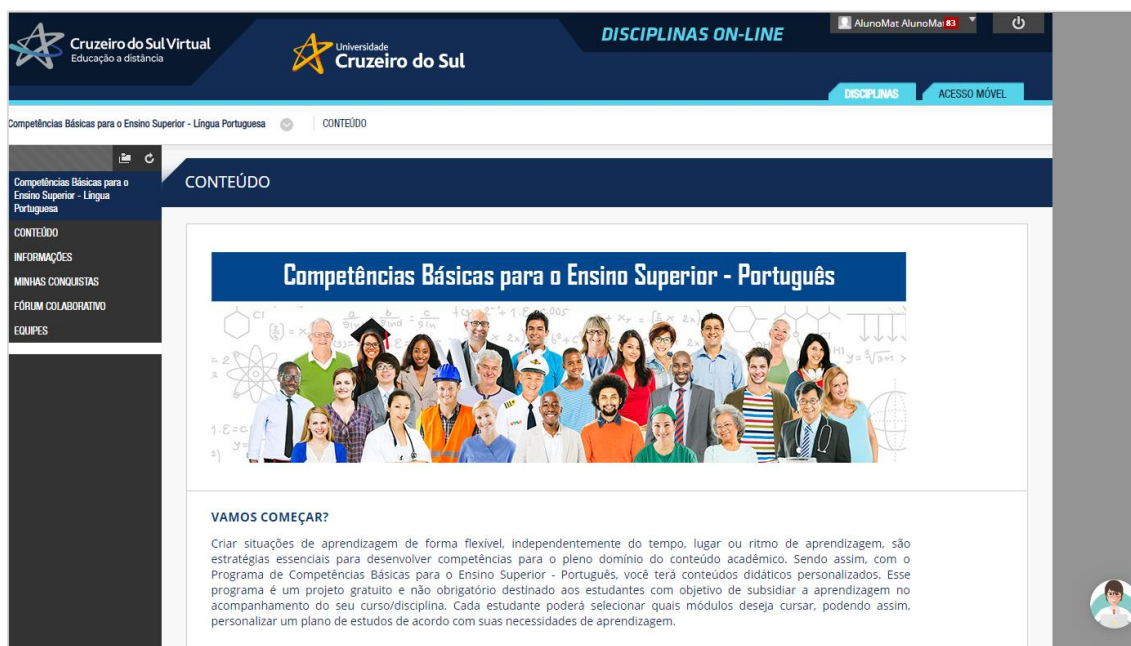 Cruzeiro do Sul Virtual
Educação a distância
Universidade
Cruzeiro do Sul
DISCIPLINAS ON-LINE
AlunoMat AlunoMa 83
DISCIPLINAS
ACESSO MÓVEL
Competências Básicas para o Ensino Superior - Língua Portuguesa
CONTEÚDO
Competências Básicas para o
Ensino Superior - Língua
Portuguesa
CONTEÚDO
INFORMAÇÕES
MINHAS CONQUISTAS
FÓRUM COLABORATIVO
EQUIPES
CONTEÚDO
Competências Básicas para o Ensino Superior - Português
VAMOS COMEÇAR?
Criar situações de aprendizagem de forma flexível, independentemente do tempo, lugar ou ritmo de aprendizagem, são
estratégias essenciais para desenvolver competências para o pleno domínio do conteúdo acadêmico. Sendo assim, com o
Programa de Competências Básicas para o Ensino Superior - Português, você terá conteúdos didáticos personalizados. Esse
programa é um projeto gratuito e não obrigatório destinado aos estudantes com objetivo de subsidiar a aprendizagem no
acompanhamento do seu curso/disciplina. Cada estudante poderá selecionar quais módulos deseja cursar, podendo assim,
personalizar um plano de estudos de acordo com suas necessidades de aprendizagem.